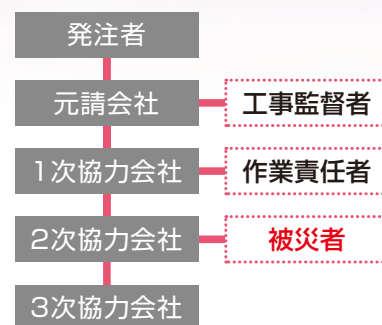 発注者
元請会社 工事監督者
1次協力会社 作業責任者
2次協力会社 被災者
3次協力会社